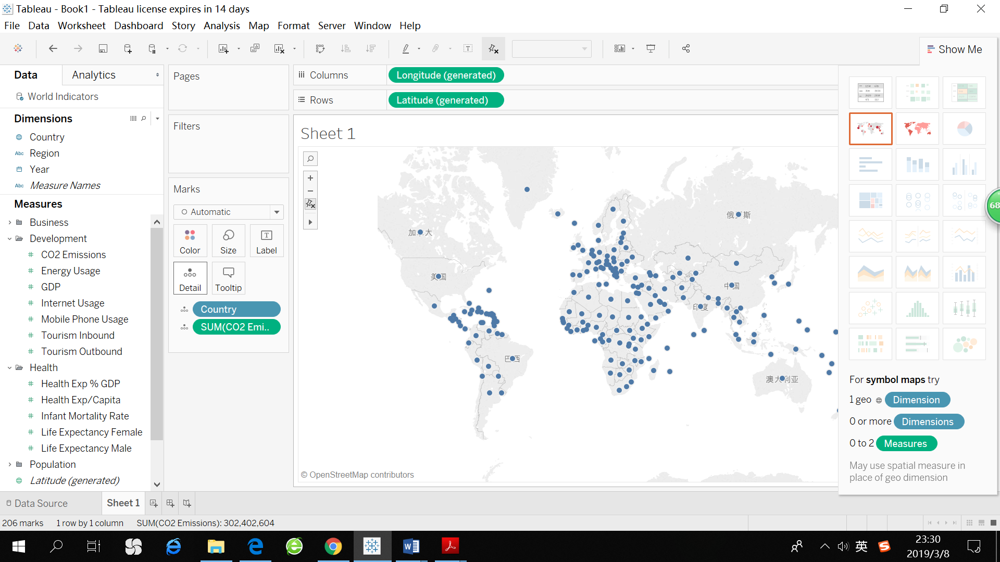 Tableau - Book1 - Tableau license expires in 14 days
File Data Worksheet Dashboard Story Analysis Map Format Server Window Help
Show Me
Data
Analytics
World Indicators
Dimensions
Country
Abc Region
Year
Abc Measure Names
Measures
Business
Development
CO2 Emissions
Energy Usage
GDP
Internet Usage
Mobile Phone Usage
Tourism Inbound
Tourism Outbound
Health
Health Exp % GDP
Health Exp/Capita
Infant Mortality Rate
Life Expectancy Female
Life Expectancy Male
Population
Latitude (generated)
Pages
Filters
Marks
Automatic
Color Size Label
Detail Tooltip
Country
SUM(CO2 Emi..
Columns Longitude (generated)
Rows Latitude (generated)
Sheet 1
加拿大
俄罗斯
美国
中国
印度
巴西
澳大利亚
© OpenStreetMap contributors
68
For symbol maps try
1 geo Dimension
0 or more Dimensions
0 to 2 Measures
May use spatial measure in
place of geo dimension
Data Source Sheet 1
206 marks 1 row by 1 column SUM(CO2 Emissions): 302,402,604
英
23:30
2019/3/8